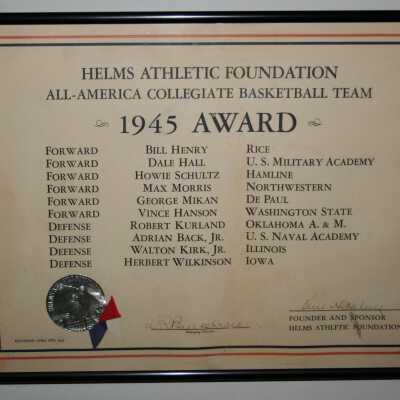 HELMS ATHLETIC FOUNDATION
ALL-AMERICA COLLEGIATE BASKETBALL TEAM
1945 AWARD
FORWARD BILL HENRY RICE
FORWARD DALE HALL U. S. MILITARY ACADEMY
FORWARD HOWIE SCHULTZ HAMLINE
FORWARD MAX MORRIS NORTHWESTERN
FORWARD GEORGE MIKAN DE PAUL
FORWARD VINCE HANSON WASHINGTON STATE
DEFENSE ROBERT KURLAND OKLAHOMA A. & M.
DEFENSE ADRIAN BACK, JR. U. S. NAVAL ACADEMY
DEFENSE WALTON KIRK, JR. ILLINOIS
DEFENSE HERBERT WILKINSON IOWA
FOUNDER AND SPONSOR
HELMS ATHLETIC FOUNDATION